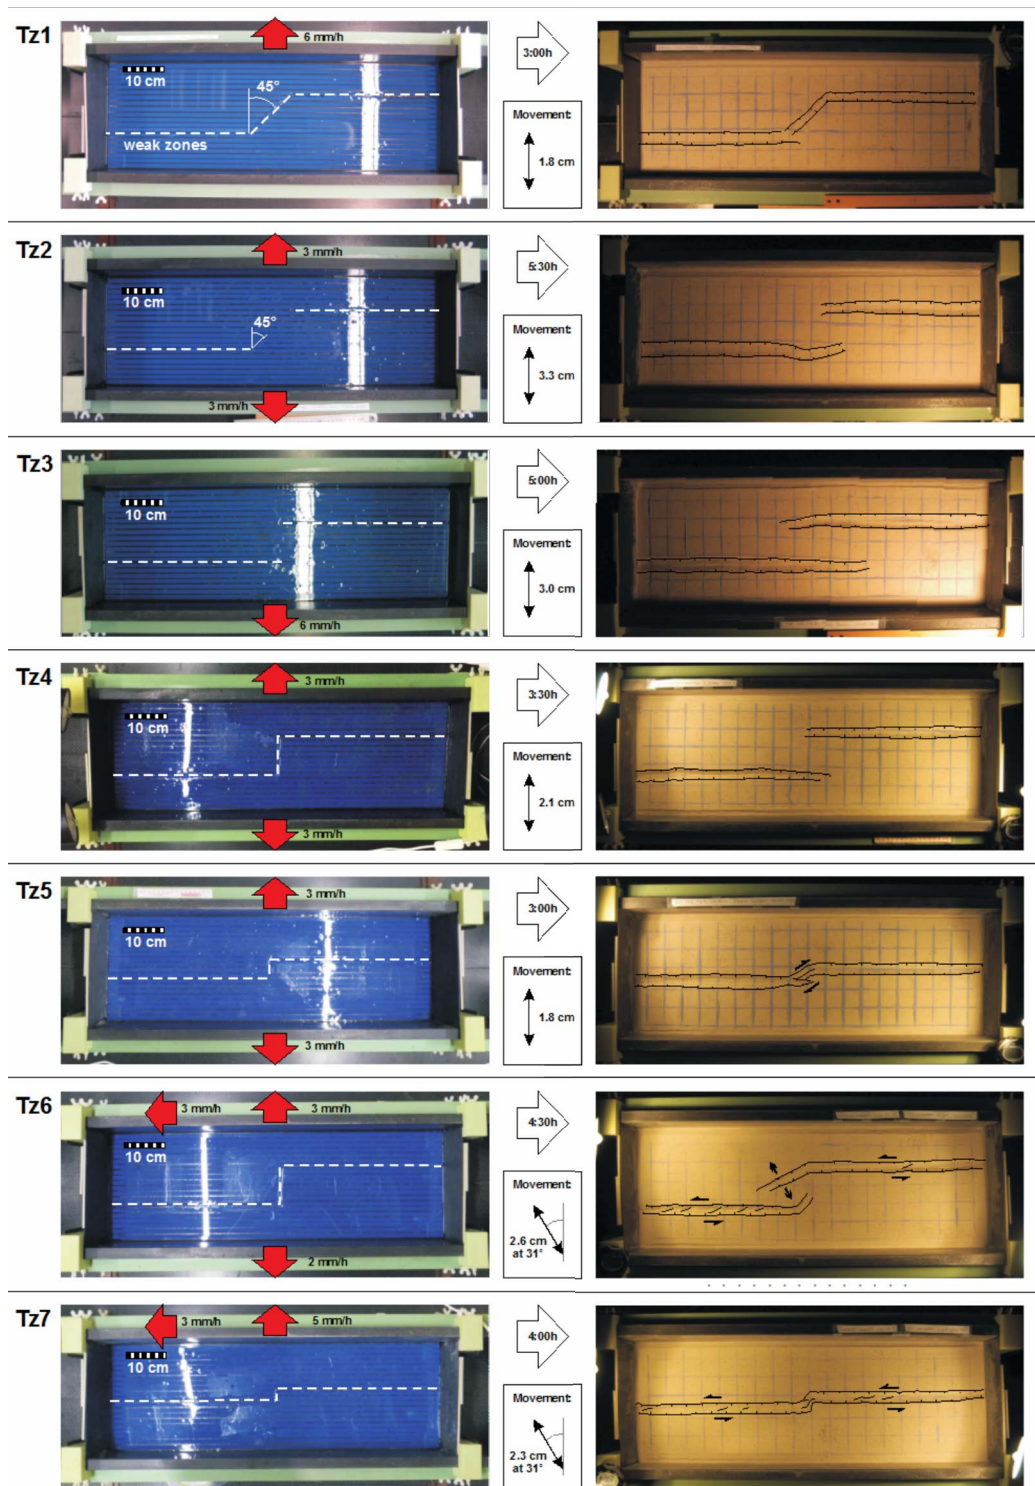 Tz1
6 mm/h
10 cm
45°
weak zones
3:00h
Movement
1.8 cm
Tz2
3 mm/h
10 cm
45°
3 mm/h
5:30h
Movement
3.3 cm
Tz3
10 cm
6 mm/h
5:00h
Movement
3.0 cm
Tz4
3 mm/h
10 cm
3 mm/h
3:30h
Movement
2.1 cm
Tz5
3 mm/h
10 cm
3 mm/h
3:00h
Movement
1.8 cm
Tz6
3 mm/h
3 mm/h
10 cm
2 mm/h
4:30h
Movement
2.6 cm
at 31°
Tz7
3 mm/h
5 mm/h
10 cm
4:00h
Movement
2.3 cm
at 31°